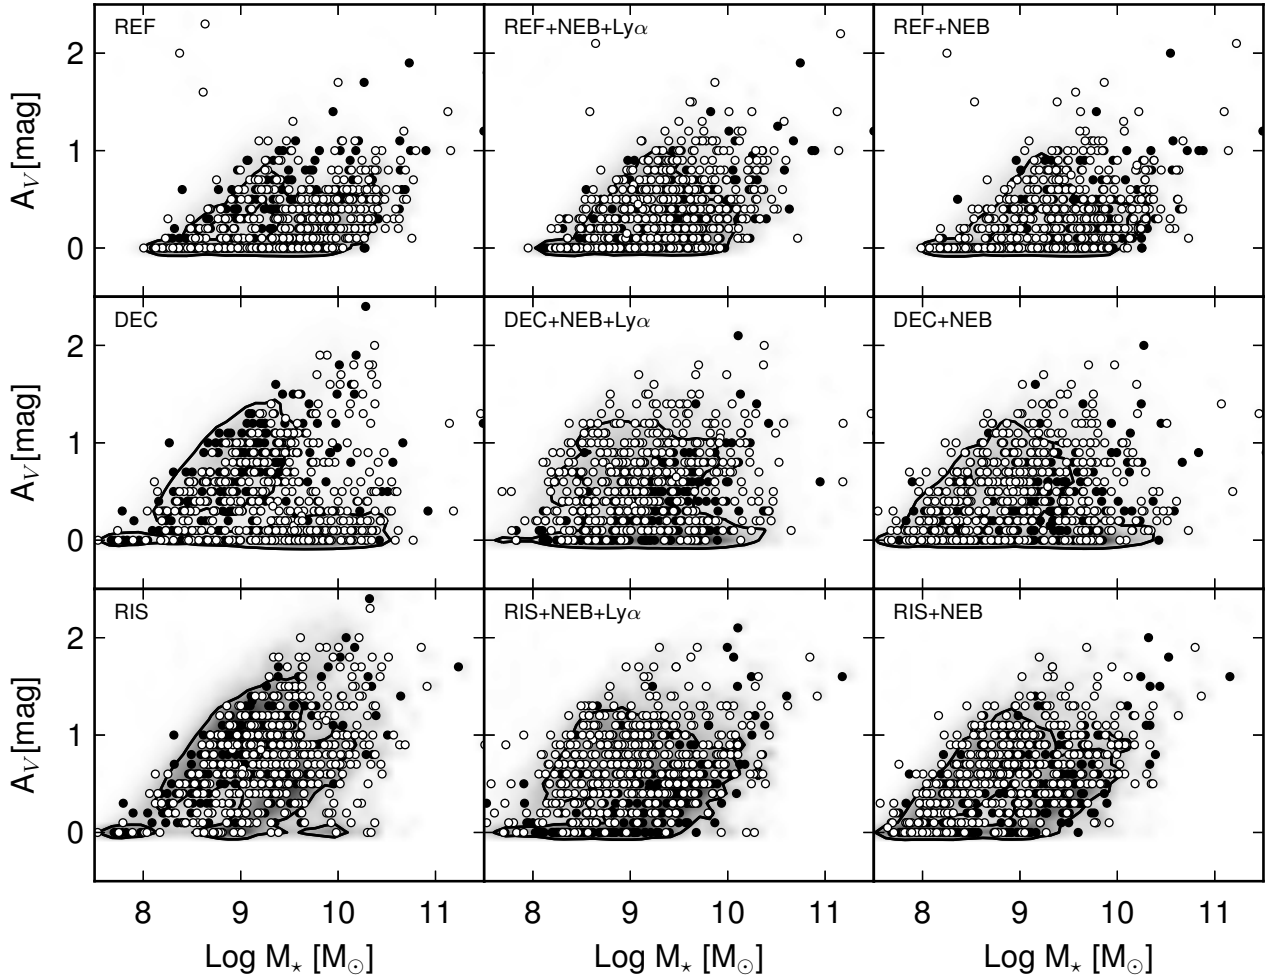 REF
REF+NEB+Lyα
REF+NEB
2
1
0
A_V [mag]
DEC
DEC+NEB+Lyα
DEC+NEB
2
1
0
A_V [mag]
RIS
RIS+NEB+Lyα
RIS+NEB
2
1
0
A_V [mag]
8 9 10 11 8 9 10 11 8 9 10 11
Log M⋆ [M⊙] Log M⋆ [M⊙] Log M⋆ [M⊙]